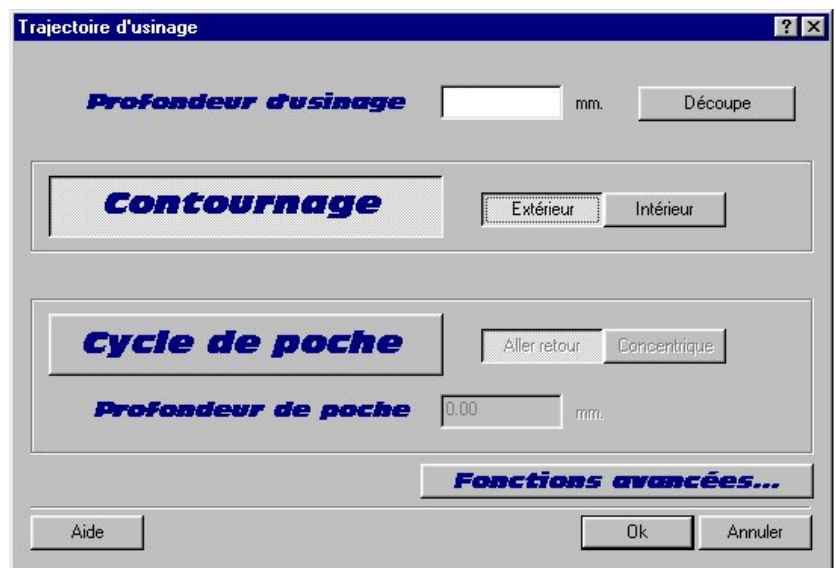 Trajectoire d'usinage
Profondeur d'usinage mm. Découpe
Contournage Extérieur Intérieur
Cycle de poche Aller retour Concentrique
Profondeur de poche 0.00 mm.
Fonctions avancées...
Aide Ok Annuler